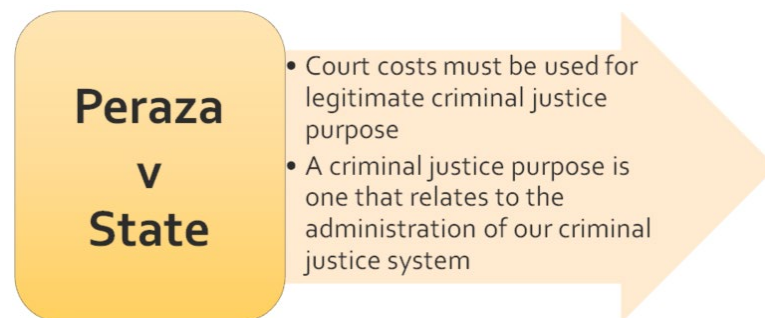 Peraza
v
State
• Court costs must be used for
legitimate criminal justice
purpose
• A criminal justice purpose is
one that relates to the
administration of our criminal
justice system